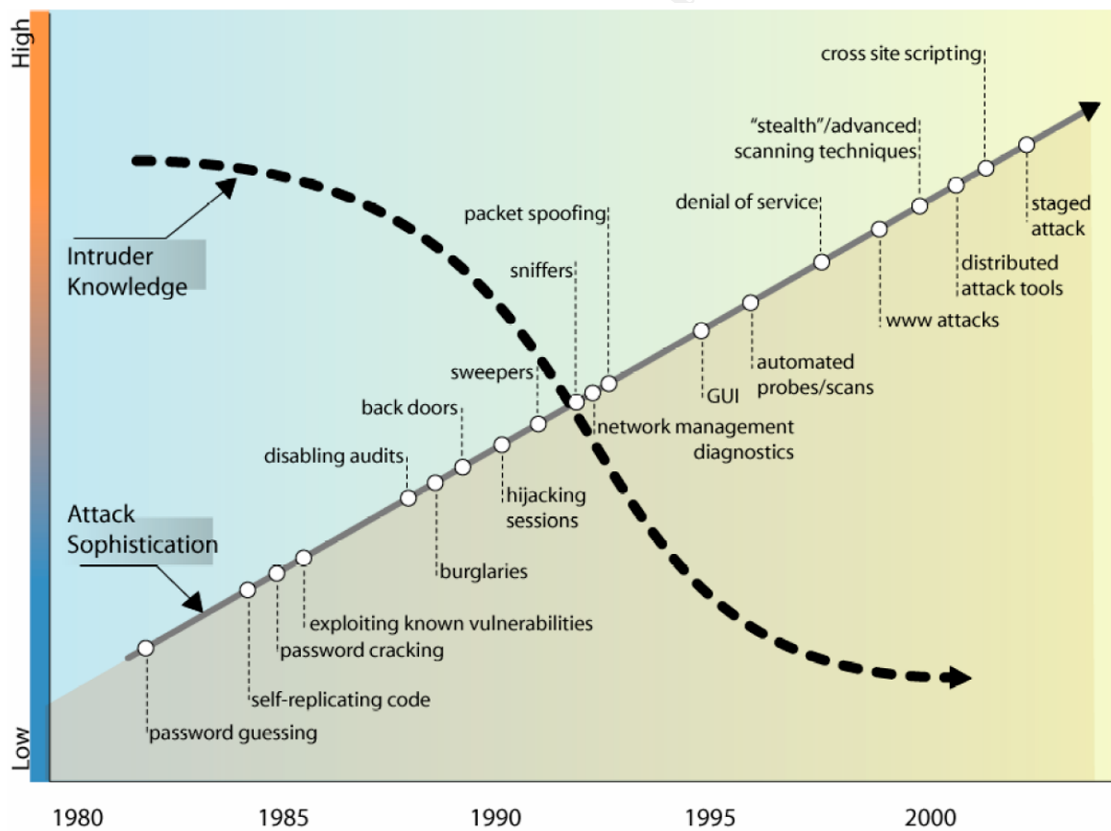 High
cross site scripting
“stealth”/advanced
scanning techniques
packet spoofing
denial of service
staged
attack
Intruder
Knowledge
sniffers
distributed
attack tools
www attacks
sweepers
automated
probes/scans
GUI
back doors
network management
diagnostics
disabling audits
hijacking
sessions
Attack
Sophistication
burglaries
exploiting known vulnerabilities
password cracking
self-replicating code
password guessing
Low
1980
1985
1990
1995
2000